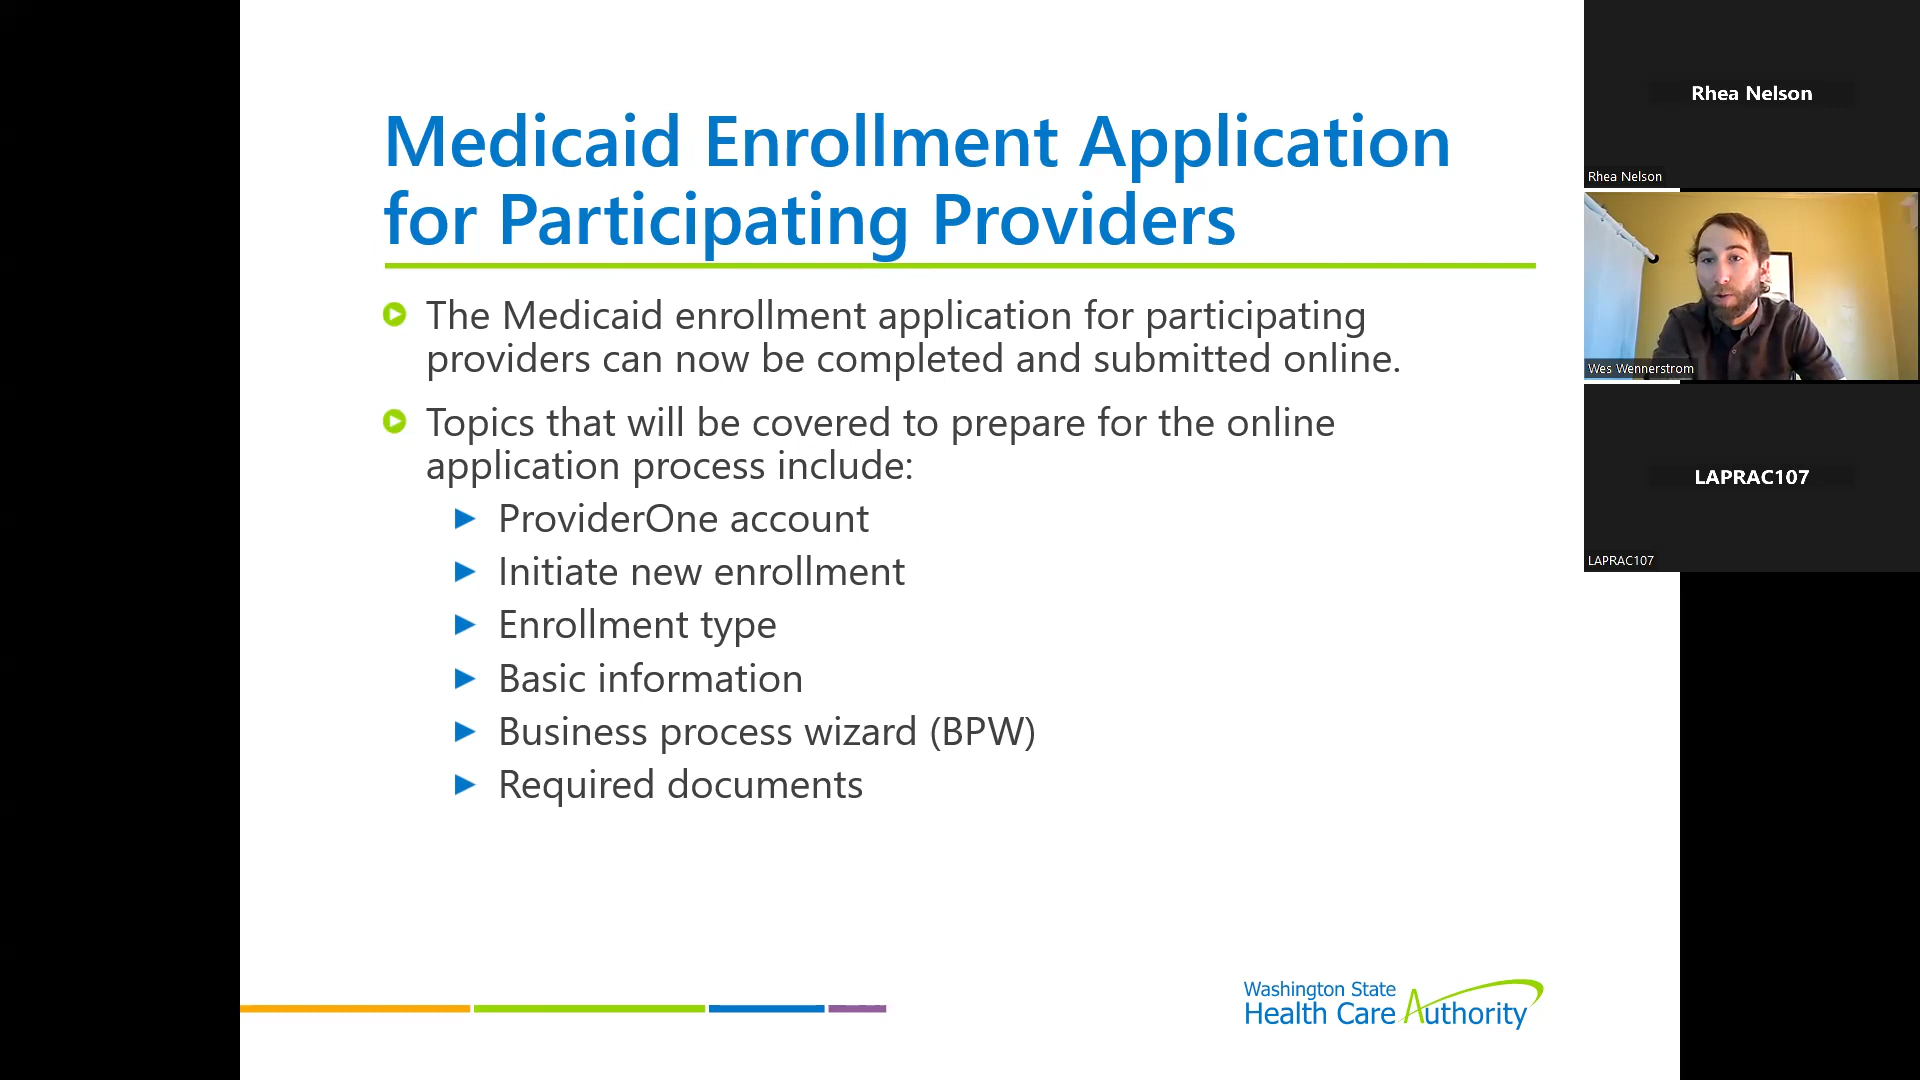 Medicaid Enrollment Application
for Participating Providers
The Medicaid enrollment application for participating
providers can now be completed and submitted online.
Topics that will be covered to prepare for the online
application process include:
ProviderOne account
Initiate new enrollment
Enrollment type
Basic information
Business process wizard (BPW)
Required documents
Washington State
Health Care Authority
Rhea Nelson
Rhea Nelson
Wes Wennerstrom
LAPRAC107
LAPRAC107